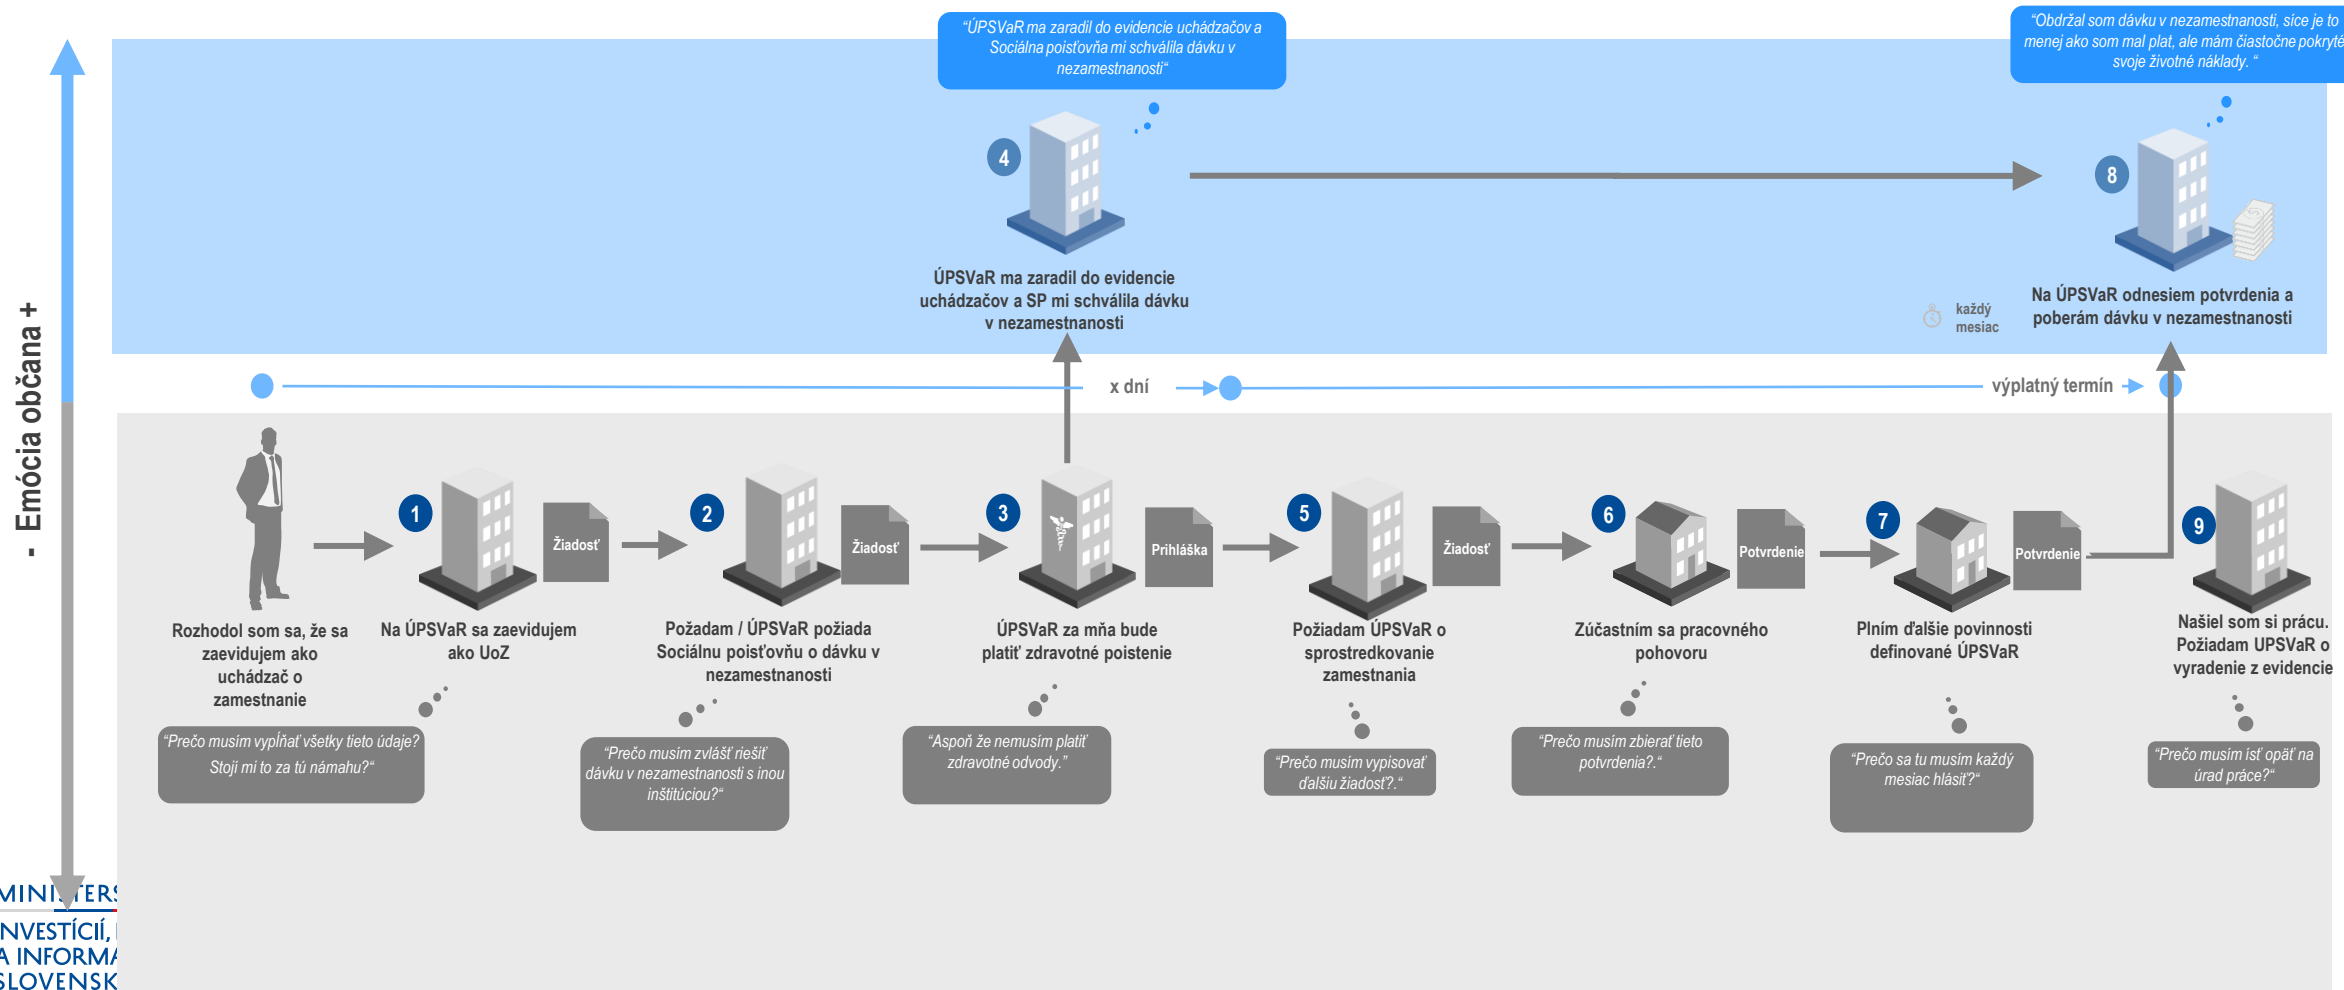 “ÚPSVaR ma zaradil do evidencie uchádzačov a
Sociálna poisťovňa mi schválila dávku v
nezamestnanosti“
“Obdržal som dávku v nezamestnanosti, sice je to
menej ako som mal plat, ale mám čiastočne pokryté
svoje životné náklady. “
4
8
ÚPSVaR ma zaradil do evidencie
uchádzačov a SP mi schválila dávku
v nezamestnanosti
každý
mesiac
Na ÚPSVaR odnesiem potvrdenia a
poberám dávku v nezamestnanosti
- Emócia občana +
x dní
výplatný termín
1
Žiadosť
2
Žiadosť
3
Prihláška
5
Žiadosť
6
Potvrdenie
7
Potvrdenie
9
Rozhodol som sa, že sa
zaevidujem ako
uchádzač o
zamestnanie
Na ÚPSVaR sa zaevidujem
ako UoZ
Požadam / ÚPSVaR požiada
Sociálnu poisťovňu o dávku v
nezamestnanosti
ÚPSVaR za mňa bude
platiť zdravotné poistenie
Požiadam ÚPSVaR o
sprostredkovanie
zamestnania
Zúčastním sa pracovného
pohovoru
Plním ďalšie povinnosti
definované ÚPSVaR
Našiel som si prácu.
Požiadam UPSVaR o
vyradenie z evidencie
“Prečo musím vypĺňať všetky tieto údaje?
Stojí mi to za tú námahu?“
“Prečo musím zvlášť riešiť
dávku v nezamestnanosti s inou
inštitúciou?“
“Aspoň že nemusím platiť
zdravotné odvody.”
“Prečo musím vypisovať
ďalšiu žiadosť?.“
“Prečo musím zbierať tieto
potvrdenia?.“
“Prečo sa tu musím každý
mesiac hlásiť?“
“Prečo musím ísť opäť na
úrad práce?“
MINISTERS
INVESTÍCIÍ,
A INFORMA
SLOVENSK